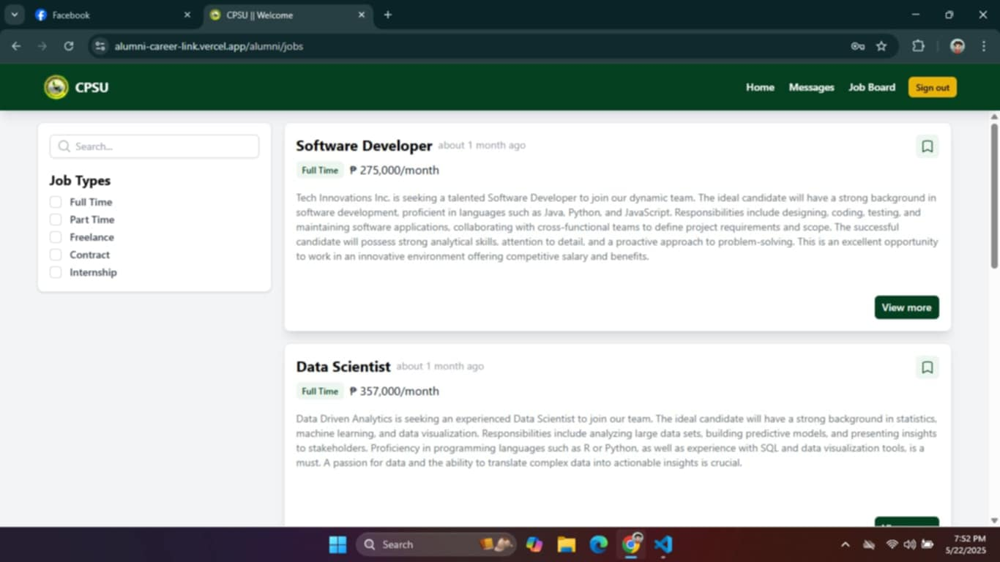 Facebook
CPSU || Welcome
alumni-career-link.vercel.app/alumni/jobs
CPSU
Home
Messages
Job Board
Sign out
Search...
Job Types
Full Time
Part Time
Freelance
Contract
Internship
Software Developer about 1 month ago
Full Time ₱ 275,000/month
Tech Innovations Inc. is seeking a talented Software Developer to join our dynamic team. The ideal candidate will have a strong background in
software development, proficient in languages such as Java, Python, and JavaScript. Responsibilities include designing, coding, testing, and
maintaining software applications, collaborating with cross-functional teams to define project requirements and scope. The successful
candidate will possess strong analytical skills, attention to detail, and a proactive approach to problem-solving. This is an excellent opportunity
to work in an innovative environment offering competitive salary and benefits.
View more
Data Scientist about 1 month ago
Full Time ₱ 357,000/month
Data Driven Analytics is seeking an experienced Data Scientist to join our team. The ideal candidate will have a strong background in statistics,
machine learning, and data visualization. Responsibilities include analyzing large data sets, building predictive models, and presenting insights
to stakeholders. Proficiency in programming languages such as R or Python, as well as experience with SQL and data visualization tools, is a
must. A passion for data and the ability to translate complex data into actionable insights is crucial.
Search
7:52 PM
5/22/2025